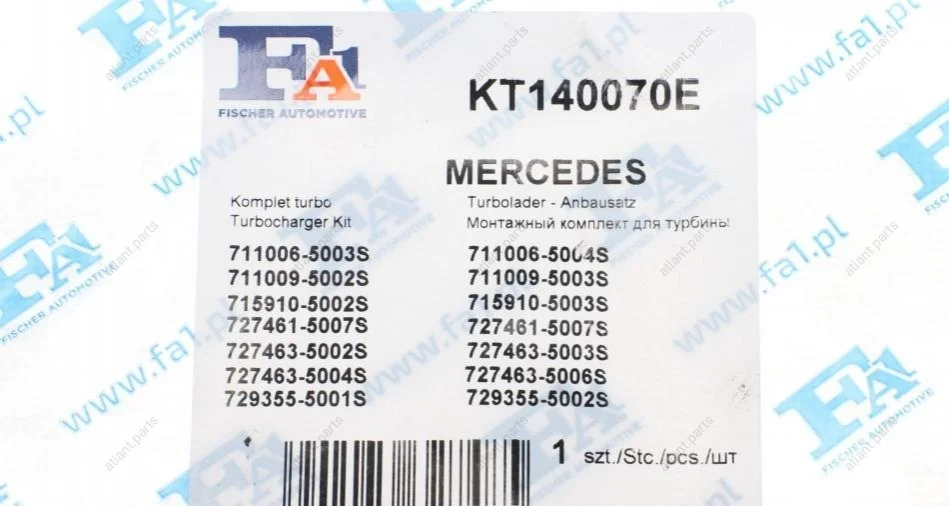 FA1
FISCHER AUTOMOTIVE
KT140070E
MERCEDES
Komplet turbo
Turbocharger Kit
Turbolader - Anbausatz
Монтажный комплект для турбины
711006-5003S 711006-5004S
711009-5002S 711009-5003S
715910-5002S 715910-5003S
727461-5007S 727461-5007S
727463-5002S 727463-5003S
727463-5004S 727463-5006S
729355-5001S 729355-5002S
1 szt./Stc./pcs./шт
www.fa1.pl
atlant.parts